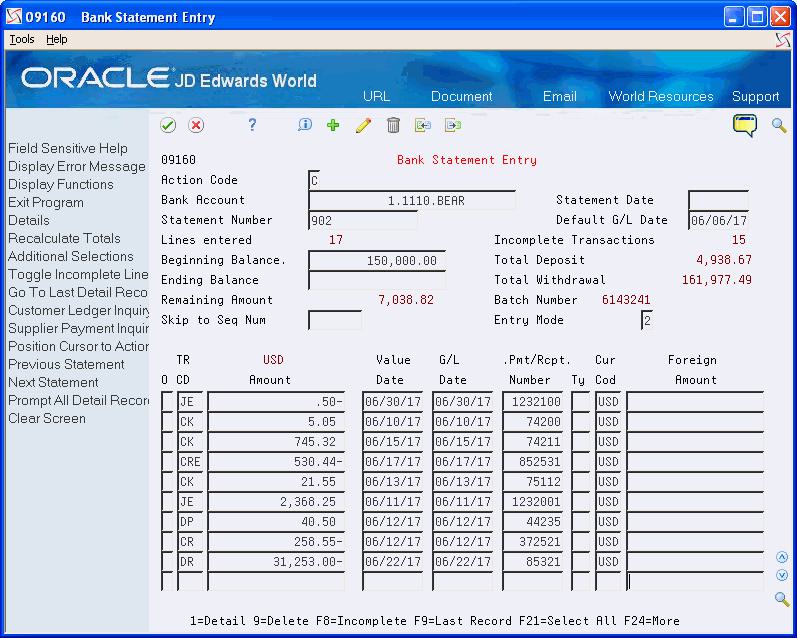 09160 Bank Statement Entry
Tools Help
ORACLE JD Edwards World
URL Document Email World Resources Support
Field Sensitive Help
Display Error Message
Display Functions
Exit Program
Details
Recalculate Totals
Additional Selections
Toggle Incomplete Line
Go To Last Detail Reco
Customer Ledger Inquiry
Supplier Payment Inquir
Position Cursor to Action
Previous Statement
Next Statement
Prompt All Detail Record
Clear Screen
09160 Bank Statement Entry
Action Code C
Bank Account 1.1110.BEAR Statement Date
Statement Number 902 Default G/L Date 06/06/17
Lines entered 17 Incomplete Transactions 15
Beginning Balance. 150,000.00 Total Deposit 4,938.67
Ending Balance Total Withdrawal 161,977.49
Remaining Amount 7,038.82 Batch Number 6143241
Skip to Seq Num Entry Mode 2
TR USD Value G/L .Pmt/Rcpt. Cur Foreign
O CD Amount Date Date Number Ty Cod Amount
JE .50- 06/30/17 06/30/17 1232100 USD
CK 5.05 06/10/17 06/10/17 74200 USD
CK 745.32 06/15/17 06/15/17 74211 USD
CRE 530.44- 06/17/17 06/17/17 852531 USD
CK 21.55 06/13/17 06/13/17 75112 USD
JE 2,368.25 06/11/17 06/11/17 1232001 USD
DP 40.50 06/12/17 06/12/17 44235 USD
CR 258.55- 06/12/17 06/12/17 372521 USD
DR 31,253.00- 06/22/17 06/22/17 85321 USD
1=Detail 9=Delete F8=Incomplete F9=Last Record F21=Select All F24=More